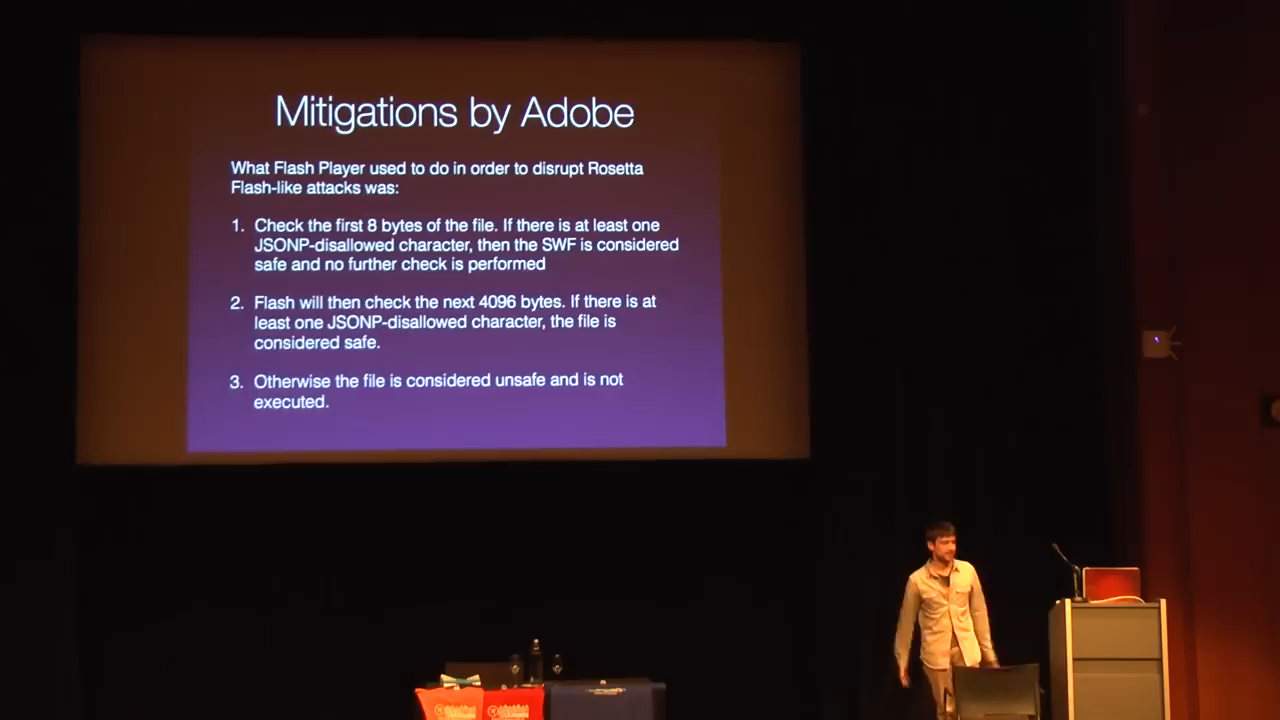 Mitigations by Adobe
What Flash Player used to do in order to disrupt Rosetta
Flash-like attacks was:
1. Check the first 8 bytes of the file. If there is at least one
JSONP-disallowed character, then the SWF is considered
safe and no further check is performed
2. Flash will then check the next 4096 bytes. If there is at
least one JSONP-disallowed character, the file is
considered safe.
3. Otherwise the file is considered unsafe and is not
executed.